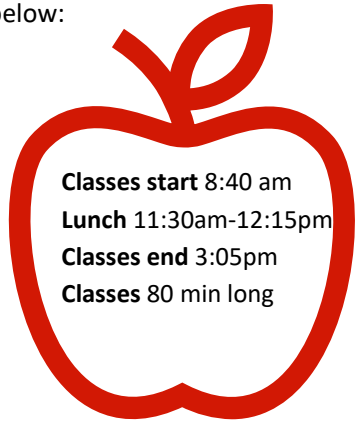 below:
Classes start 8:40 am
Lunch 11:30am-12:15pm
Classes end 3:05pm
Classes 80 min long